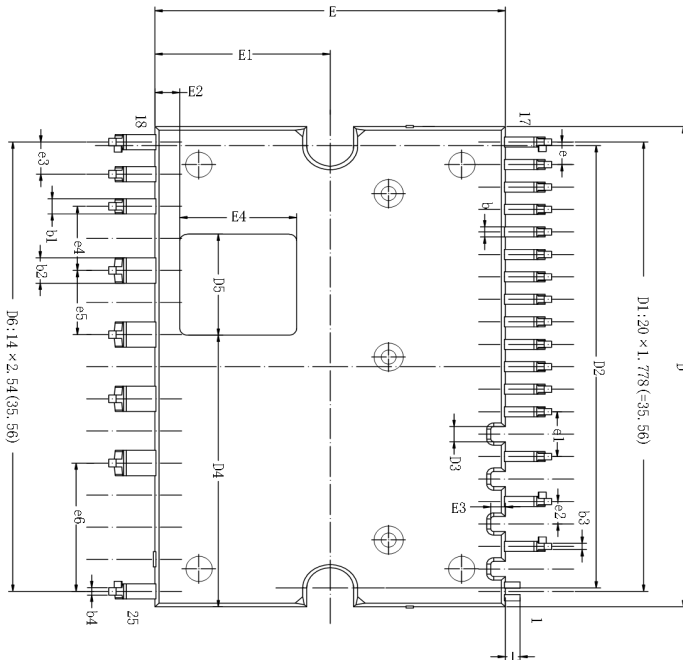 E
E1
E2
18
17
e3
e
b1
E4
b
e4
b2
D5
e5
D6:14×2.54(35.56)
D1:20×1.778(=35.56)
D2
D
e1
D3
D4
E3
e2
e6
b3
b4
25
1